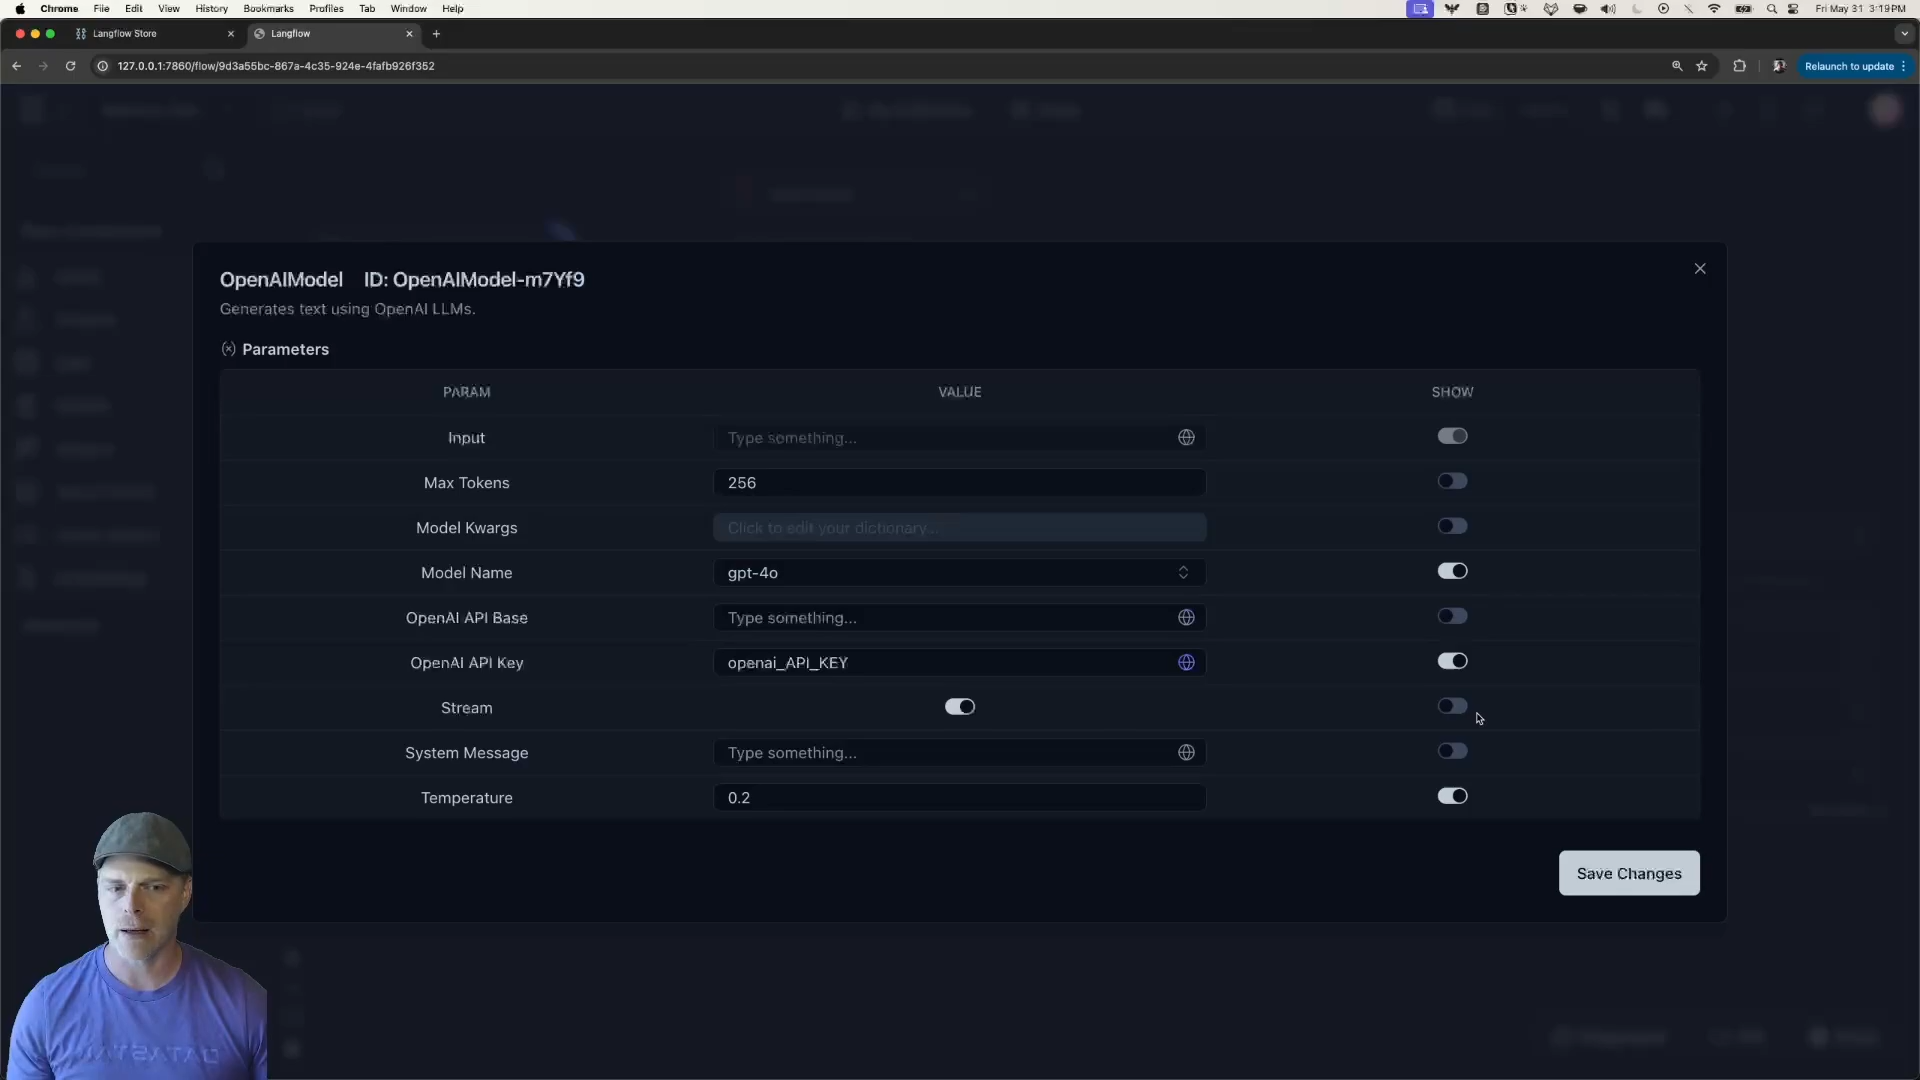 Chrome File Edit View History Bookmarks Profiles Tab Window Help Fri May 31 3:19 PM
Langflow Store Langflow
127.0.0.1:7860/flow/9d3a55bc-867a-4c35-924e-4fafb926f352 Relaunch to update
OpenAIModel ID: OpenAIModel-m7Yf9
Generates text using OpenAI LLMs.
Parameters
PARAM VALUE SHOW
Input Type something...
Max Tokens 256
Model Kwargs Click to edit your dictionary...
Model Name gpt-4o
OpenAI API Base Type something...
OpenAI API Key openai_API_KEY
Stream
System Message Type something...
Temperature 0.2
Save Changes